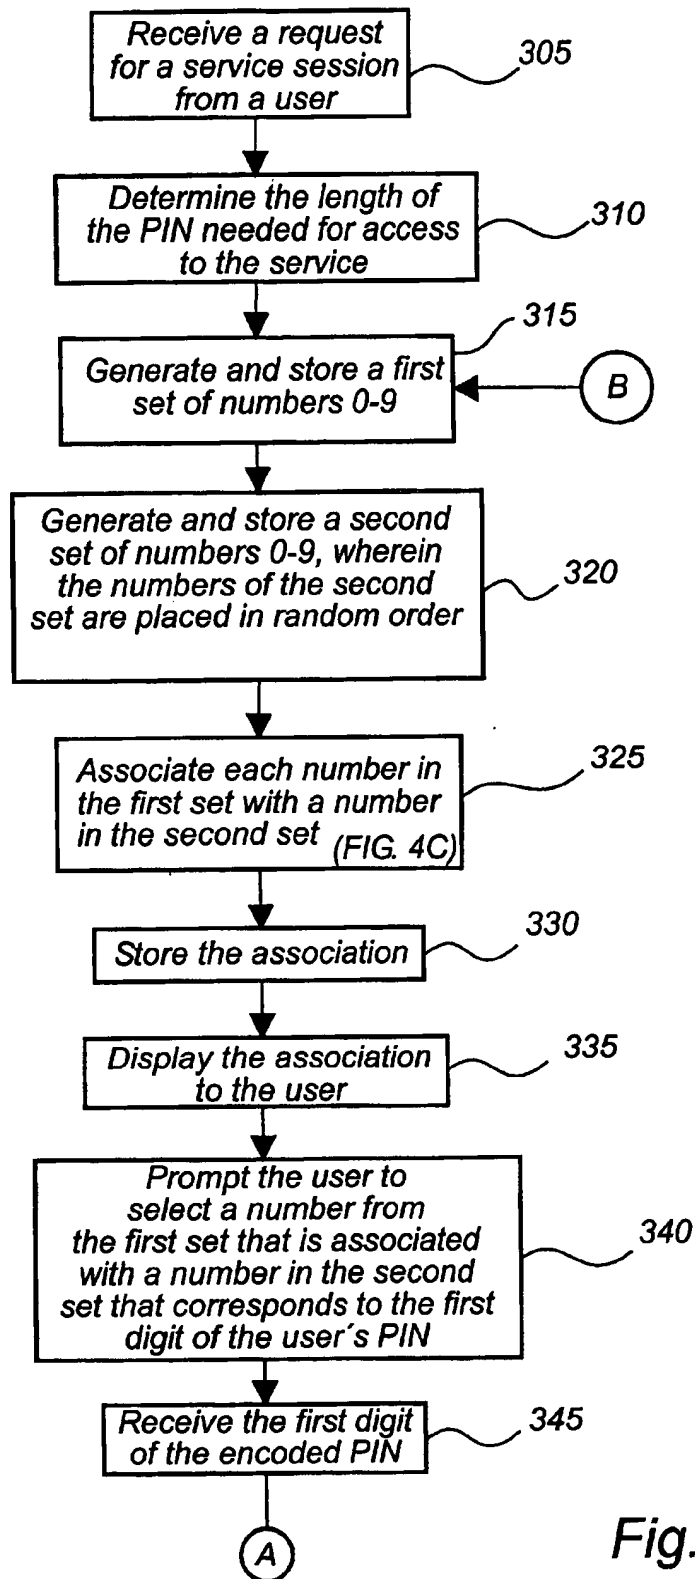 Receive a request
for a service session
from a user
305
Determine the length of
the PIN needed for access
to the service
310
315
Generate and store a first
set of numbers 0-9
B
Generate and store a second
set of numbers 0-9, wherein
the numbers of the second
set are placed in random order
320
Associate each number in
the first set with a number
in the second set (FIG. 4C)
325
Store the association
330
Display the association
to the user
335
Prompt the user to
select a number from
the first set that is associated
with a number in the second
set that corresponds to the first
digit of the user´s PIN
340
Receive the first digit
of the encoded PIN
345
A
Fig.